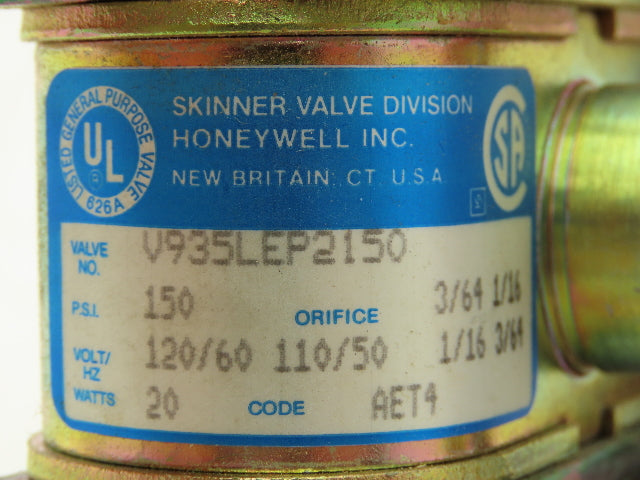 LISTED GENERAL PURPOSE VALVE 626A
UL
SKINNER VALVE DIVISION
HONEYWELL INC.
NEW BRITAIN, CT. U.S.A.
SA
VALVE NO. V935LEP2150
P.S.I. 150 ORIFICE 3/64 1/16
VOLT/ HZ 120/60 110/50 1/16 3/64
WATTS 20 CODE AET4